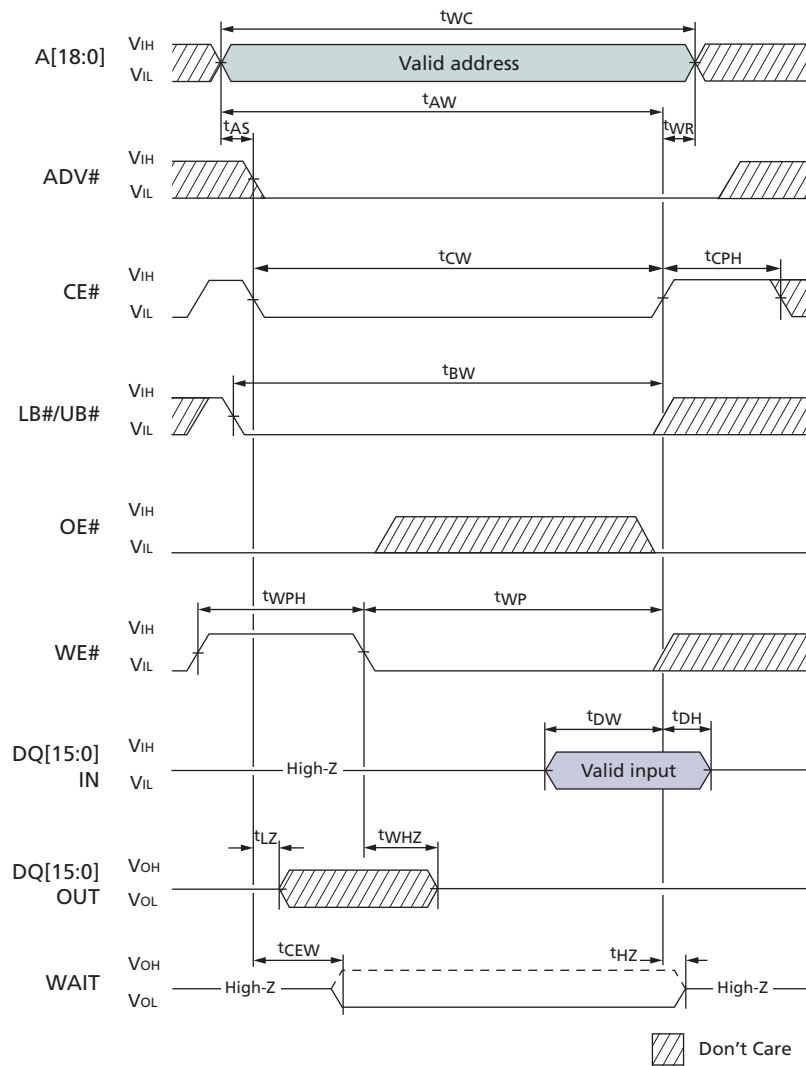 tWC
A[18:0] VIH VIL Valid address
tAW
tAS tWR
ADV# VIH VIL
tCW tCPH
CE# VIH VIL
tBW
LB#/UB# VIH VIL
OE# VIH VIL
tWPH tWP
WE# VIH VIL
tDW tDH
DQ[15:0] IN VIH VIL High-Z Valid input
tLZ tWHZ
DQ[15:0] OUT VOH VOL
tCEW tHZ
WAIT VOH VOL High-Z High-Z
Don't Care